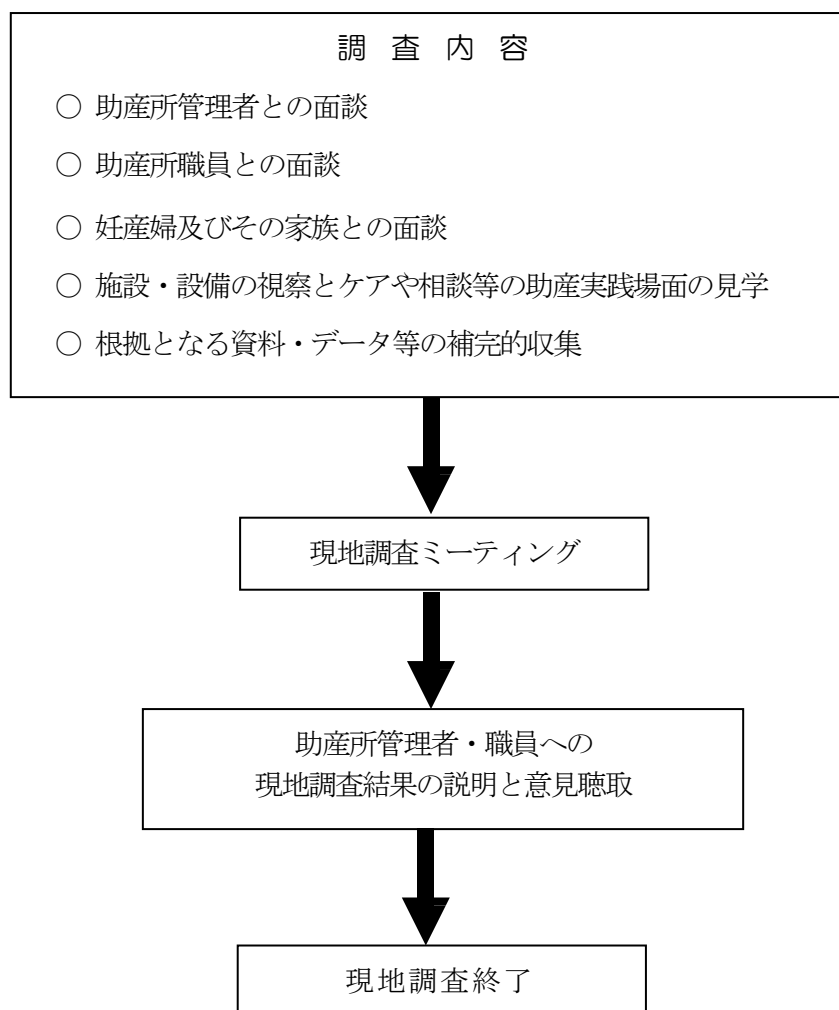 調 査 内 容
○ 助産所管理者との面談
○ 助産所職員との面談
○ 妊産婦及びその家族との面談
○ 施設・設備の視察とケアや相談等の助産実践場面の見学
○ 根拠となる資料・データ等の補完的収集
現地調査ミーティング
助産所管理者・職員への
現地調査結果の説明と意見聴取
現地調査終了